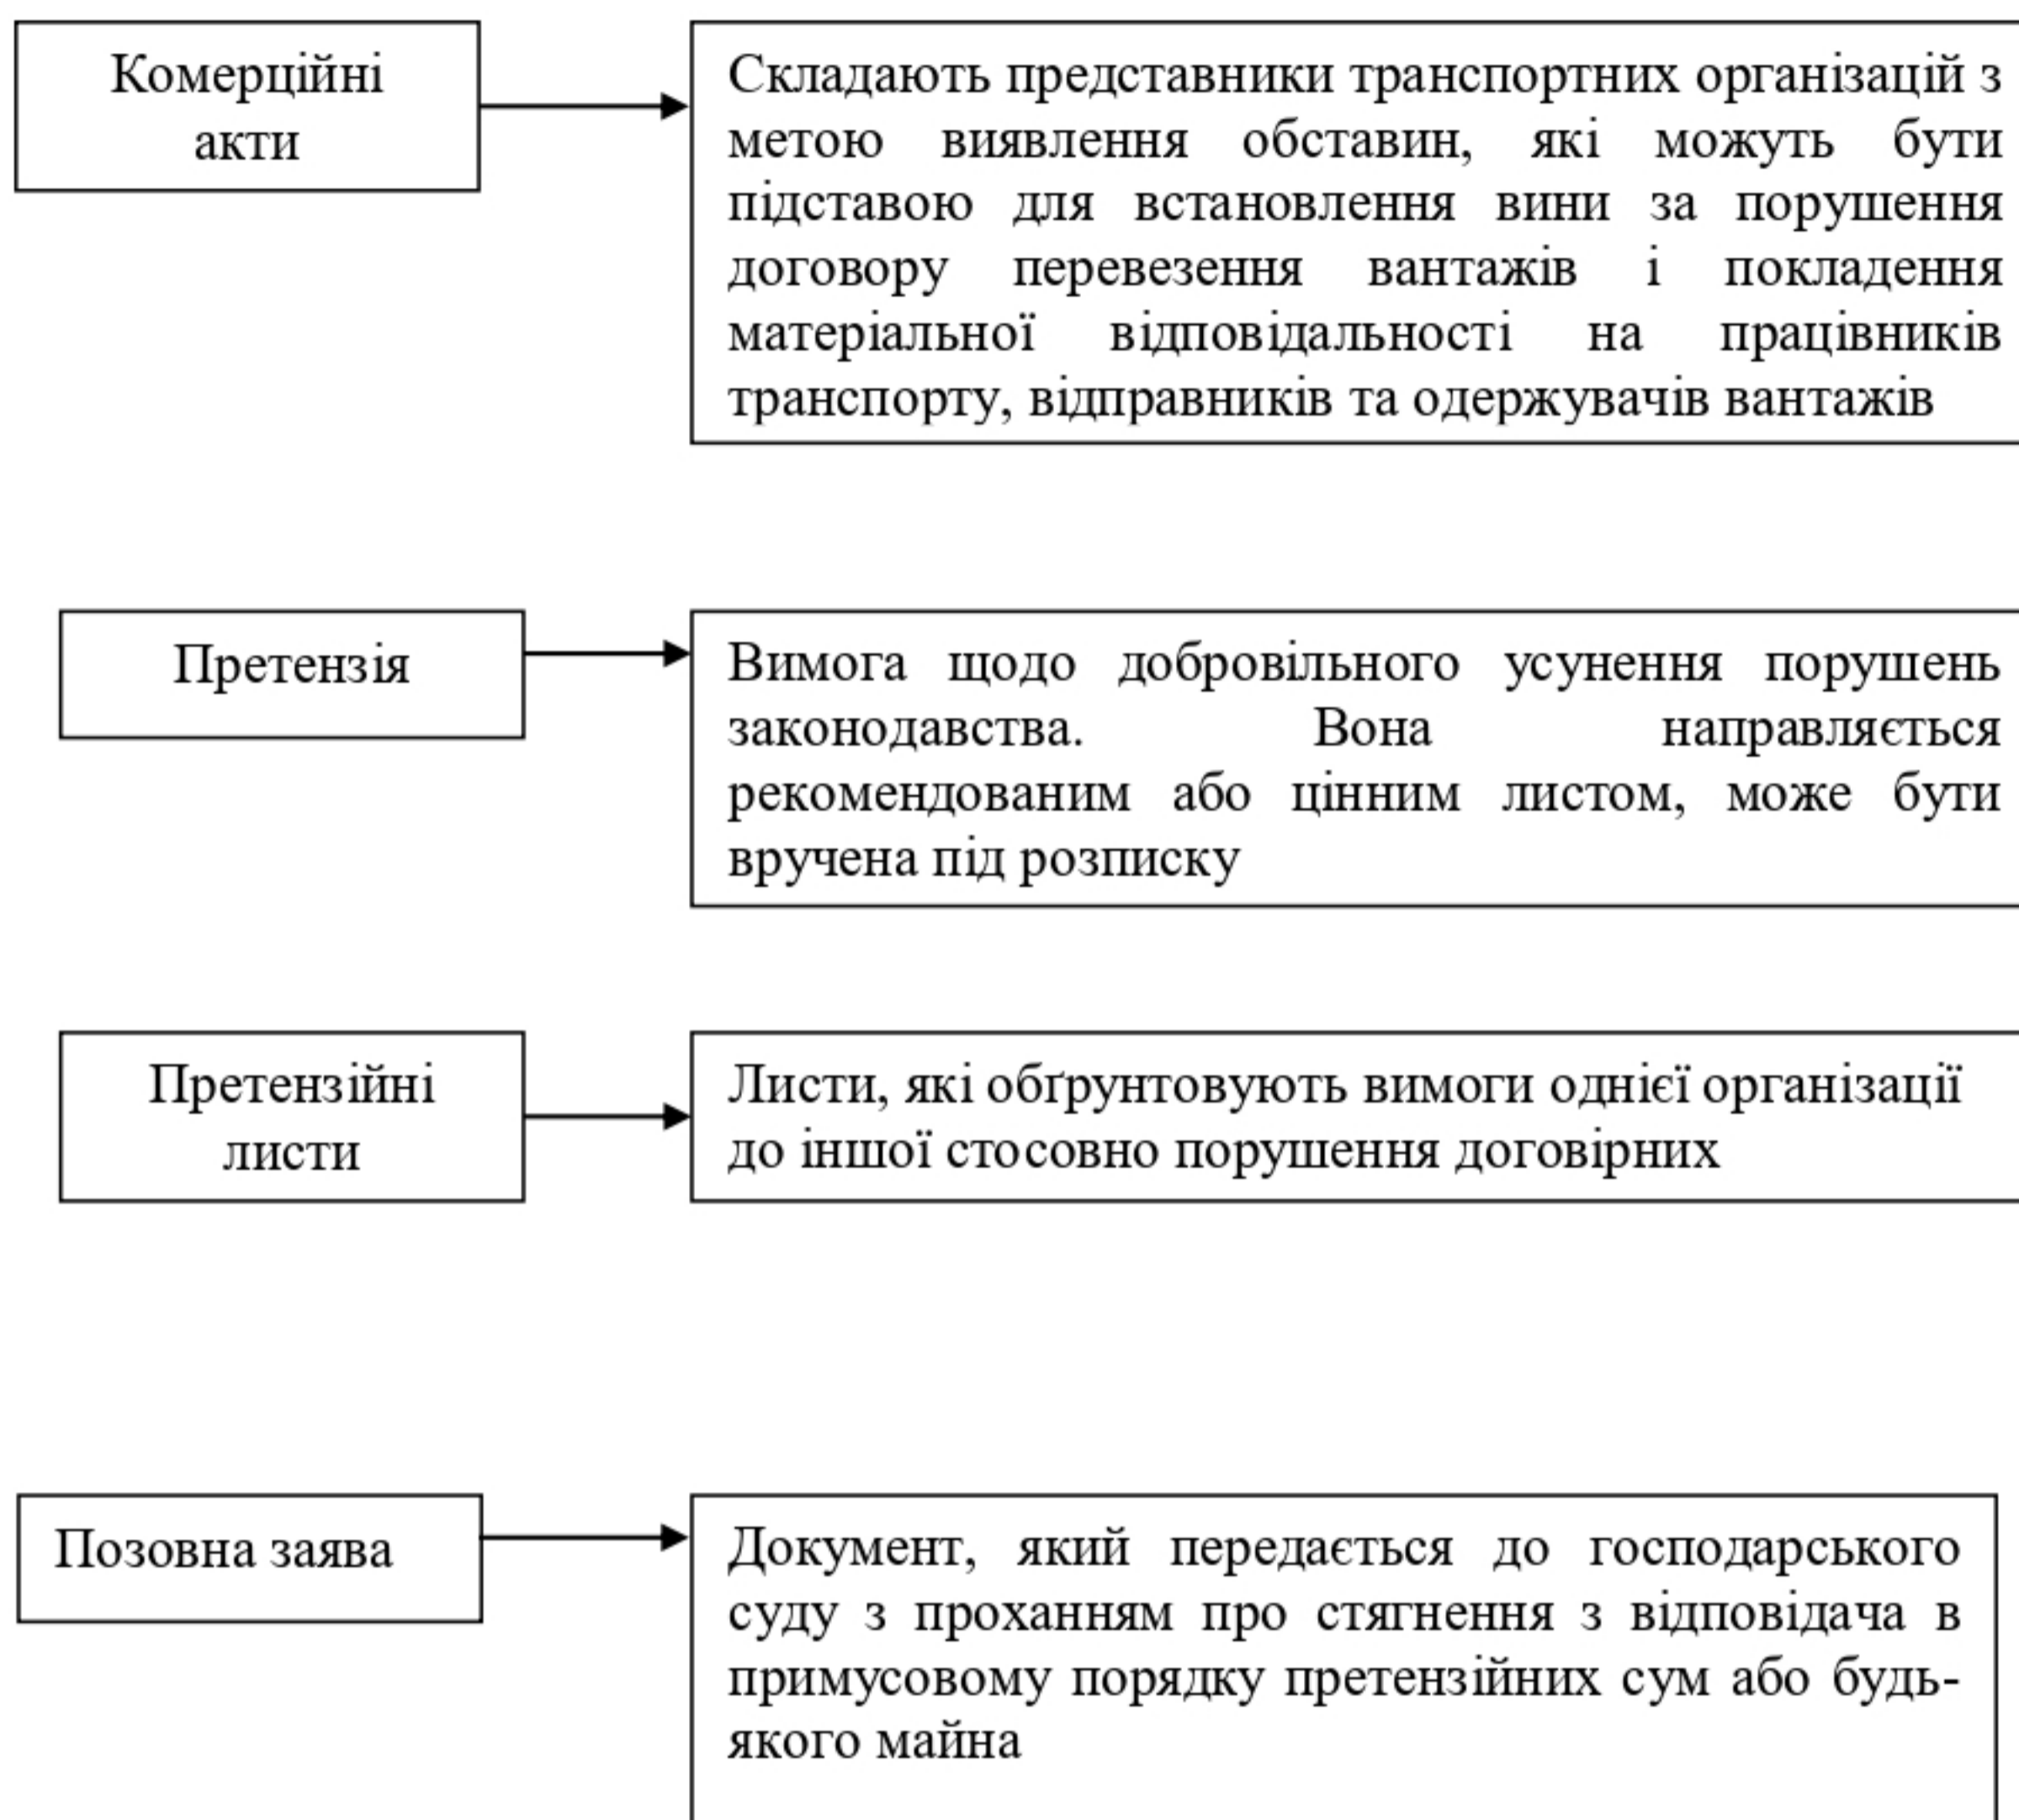 Комерційні
акти
Складають представники транспортних організацій з
метою виявлення обставин, які можуть бути
підставою для встановлення вини за порушення
договору перевезення вантажів і покладення
матеріальної відповідальності на працівників
транспорту, відправників та одержувачів вантажів
Претензія
Вимога щодо добровільного усунення порушень
законодавства. Вона направляється
рекомендованим або цінним листом, може бути
вручена під розписку
Претензійні
листи
Листи, які обґрунтовують вимоги однієї організації
до іншої стосовно порушення договірних
Позовна заява
Документ, який передається до господарського
суду з проханням про стягнення з відповідача в
примусовому порядку претензійних сум або будь-
якого майна